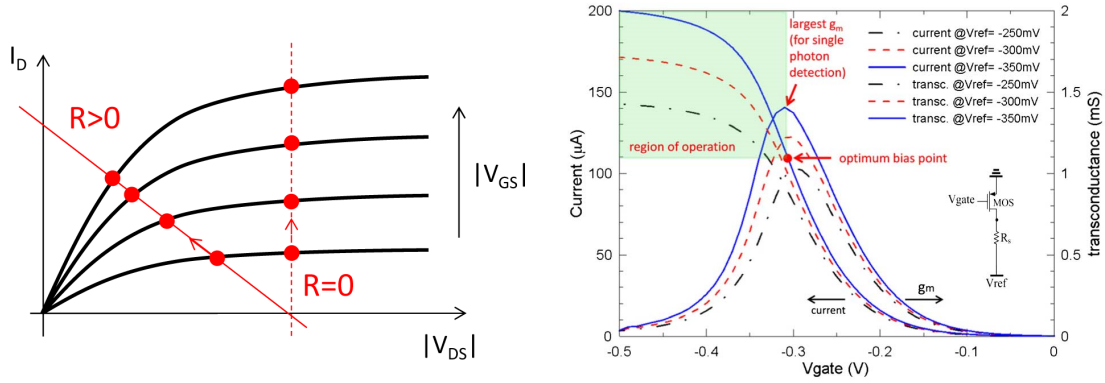 I_D
R>0
|V_GS|
R=0
|V_DS|
200
150
100
50
0
Current (µA)
-0.5
-0.4
-0.3
-0.2
-0.1
0
Vgate (V)
2
1.5
1
0.5
0
transconductance (mS)
largest g_m
(for single
photon
detection)
current @Vref= -250mV
current @Vref= -300mV
current @Vref= -350mV
transc. @Vref= -250mV
transc. @Vref= -300mV
transc. @Vref= -350mV
region of operation
optimum bias point
Vgate
MOS
R_s
Vref
current
g_m